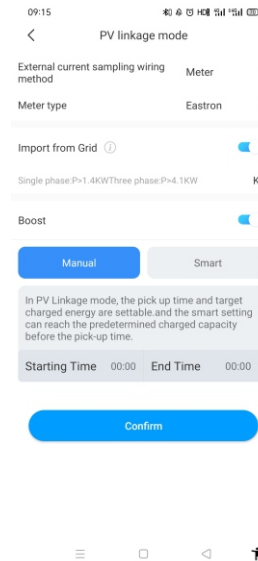 09:15
PV linkage mode
External current sampling wiring
method
Meter
Meter type
Eastron
Import from Grid
Single phase:P>1.4KWThree phase:P>4.1KW
Boost
Manual
Smart
In PV Linkage mode, the pick up time and target
charged energy are settable.and the smart setting
can reach the predetermined charged capacity
before the pick-up time.
Starting Time 00:00 End Time 00:00
Confirm